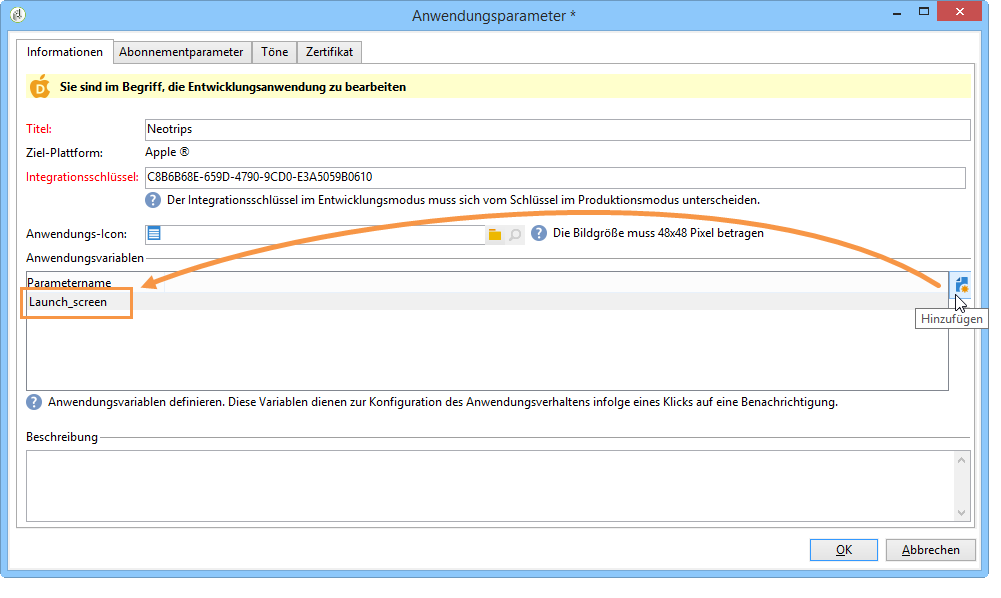 Anwendungsparameter *
Informationen Abonnementparameter Töne Zertifikat
Sie sind im Begriff, die Entwicklungsanwendung zu bearbeiten
Titel: Neotrips
Ziel-Plattform: Apple ®
Integrationsschlüssel: C8B6B68E-659D-4790-9CD0-E3A5059B0610
Der Integrationsschlüssel im Entwicklungsmodus muss sich vom Schlüssel im Produktionsmodus unterscheiden.
Anwendungs-Icon: Die Bildgröße muss 48x48 Pixel betragen
Anwendungsvariablen
Parametername
Launch_screen
Hinzufügen
Anwendungsvariablen definieren. Diese Variablen dienen zur Konfiguration des Anwendungsverhaltens infolge eines Klicks auf eine Benachrichtigung.
Beschreibung
OK Abbrechen